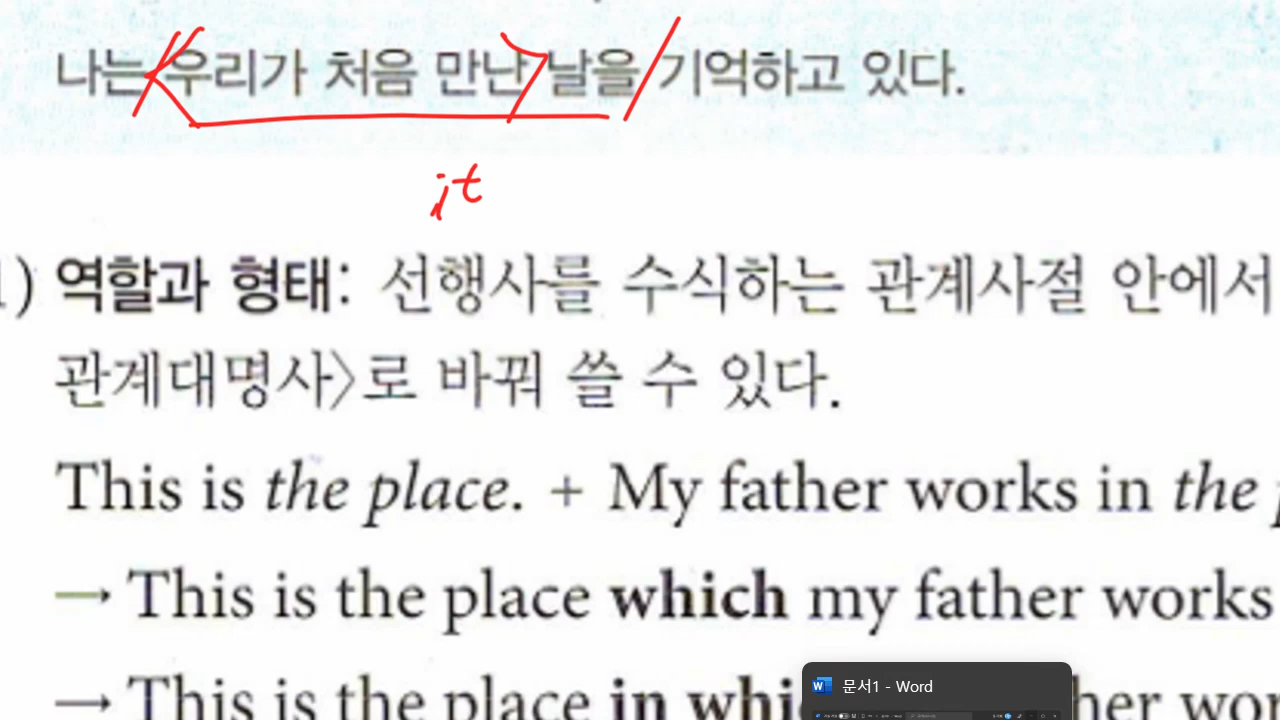 나는 우리가 처음 만난 날을 기억하고 있다.
it
1) 역할과 형태: 선행사를 수식하는 관계사절 안에서
관계대명사〉로 바꿔 쓸 수 있다.
This is the place. + My father works in the
→ This is the place which my father works
→ This is the place in
문서1 - Word